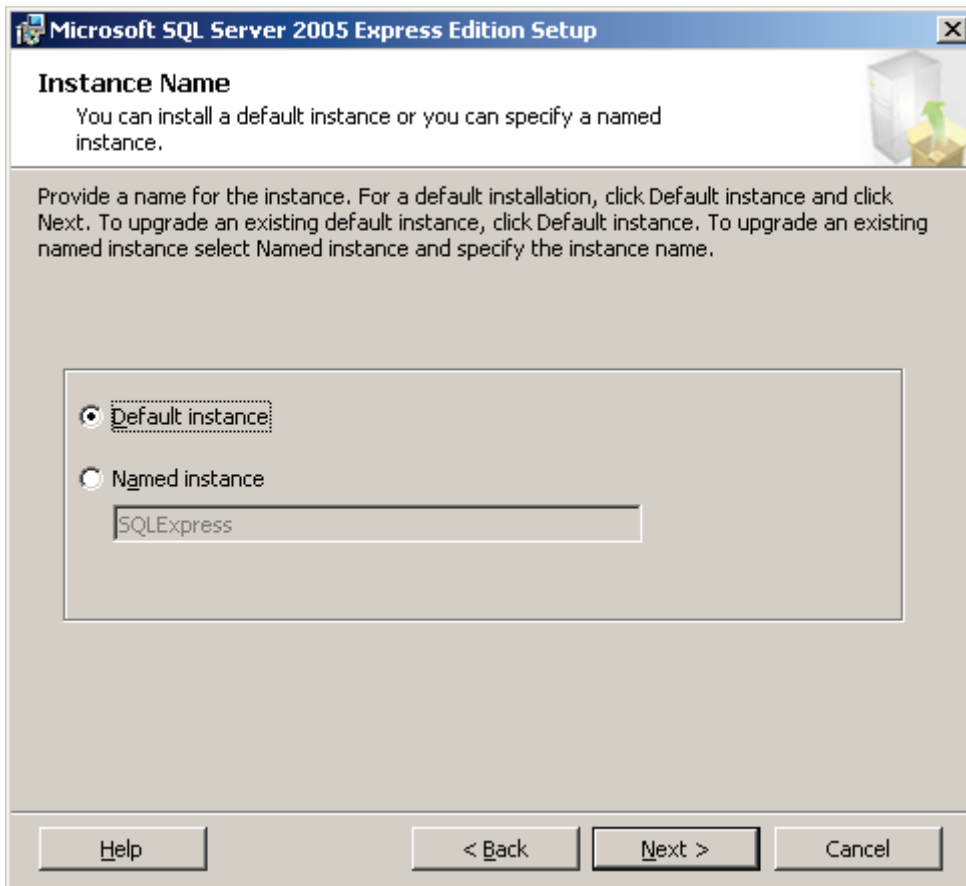 Microsoft SQL Server 2005 Express Edition Setup
Instance Name
You can install a default instance or you can specify a named
instance.
Provide a name for the instance. For a default installation, click Default instance and click
Next. To upgrade an existing default instance, click Default instance. To upgrade an existing
named instance select Named instance and specify the instance name.
Default instance
Named instance
SQLExpress
Help
< Back
Next >
Cancel